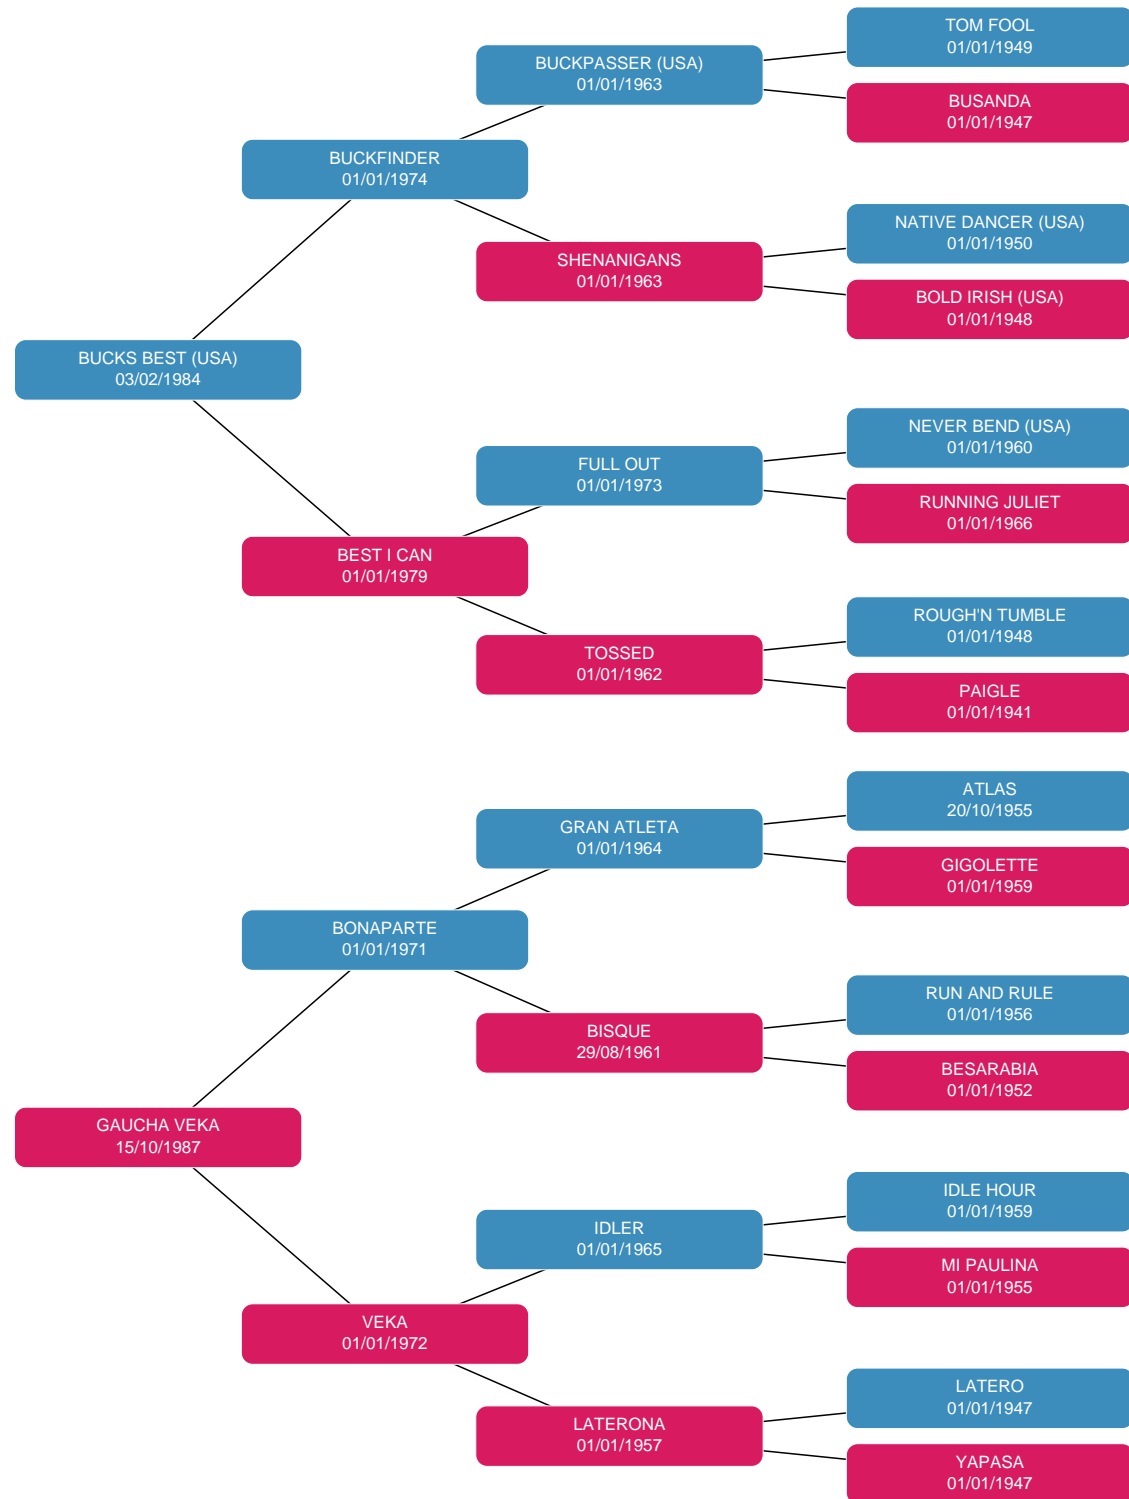 TOM FOOL
01/01/1949
BUCKPASSER (USA)
01/01/1963
BUSANDA
01/01/1947
BUCKFINDER
01/01/1974
NATIVE DANCER (USA)
01/01/1950
SHENANIGANS
01/01/1963
BOLD IRISH (USA)
01/01/1948
BUCKS BEST (USA)
03/02/1984
NEVER BEND (USA)
01/01/1960
FULL OUT
01/01/1973
RUNNING JULIET
01/01/1966
BEST I CAN
01/01/1979
ROUGH'N TUMBLE
01/01/1948
TOSSED
01/01/1962
PAIGLE
01/01/1941
ATLAS
20/10/1955
GRAN ATLETA
01/01/1964
GIGOLETTE
01/01/1959
BONAPARTE
01/01/1971
RUN AND RULE
01/01/1956
BISQUE
29/08/1961
BESARABIA
01/01/1952
GAUCHA VEKA
15/10/1987
IDLE HOUR
01/01/1959
IDLER
01/01/1965
MI PAULINA
01/01/1955
VEKA
01/01/1972
LATERO
01/01/1947
LATERONA
01/01/1957
YAPASA
01/01/1947